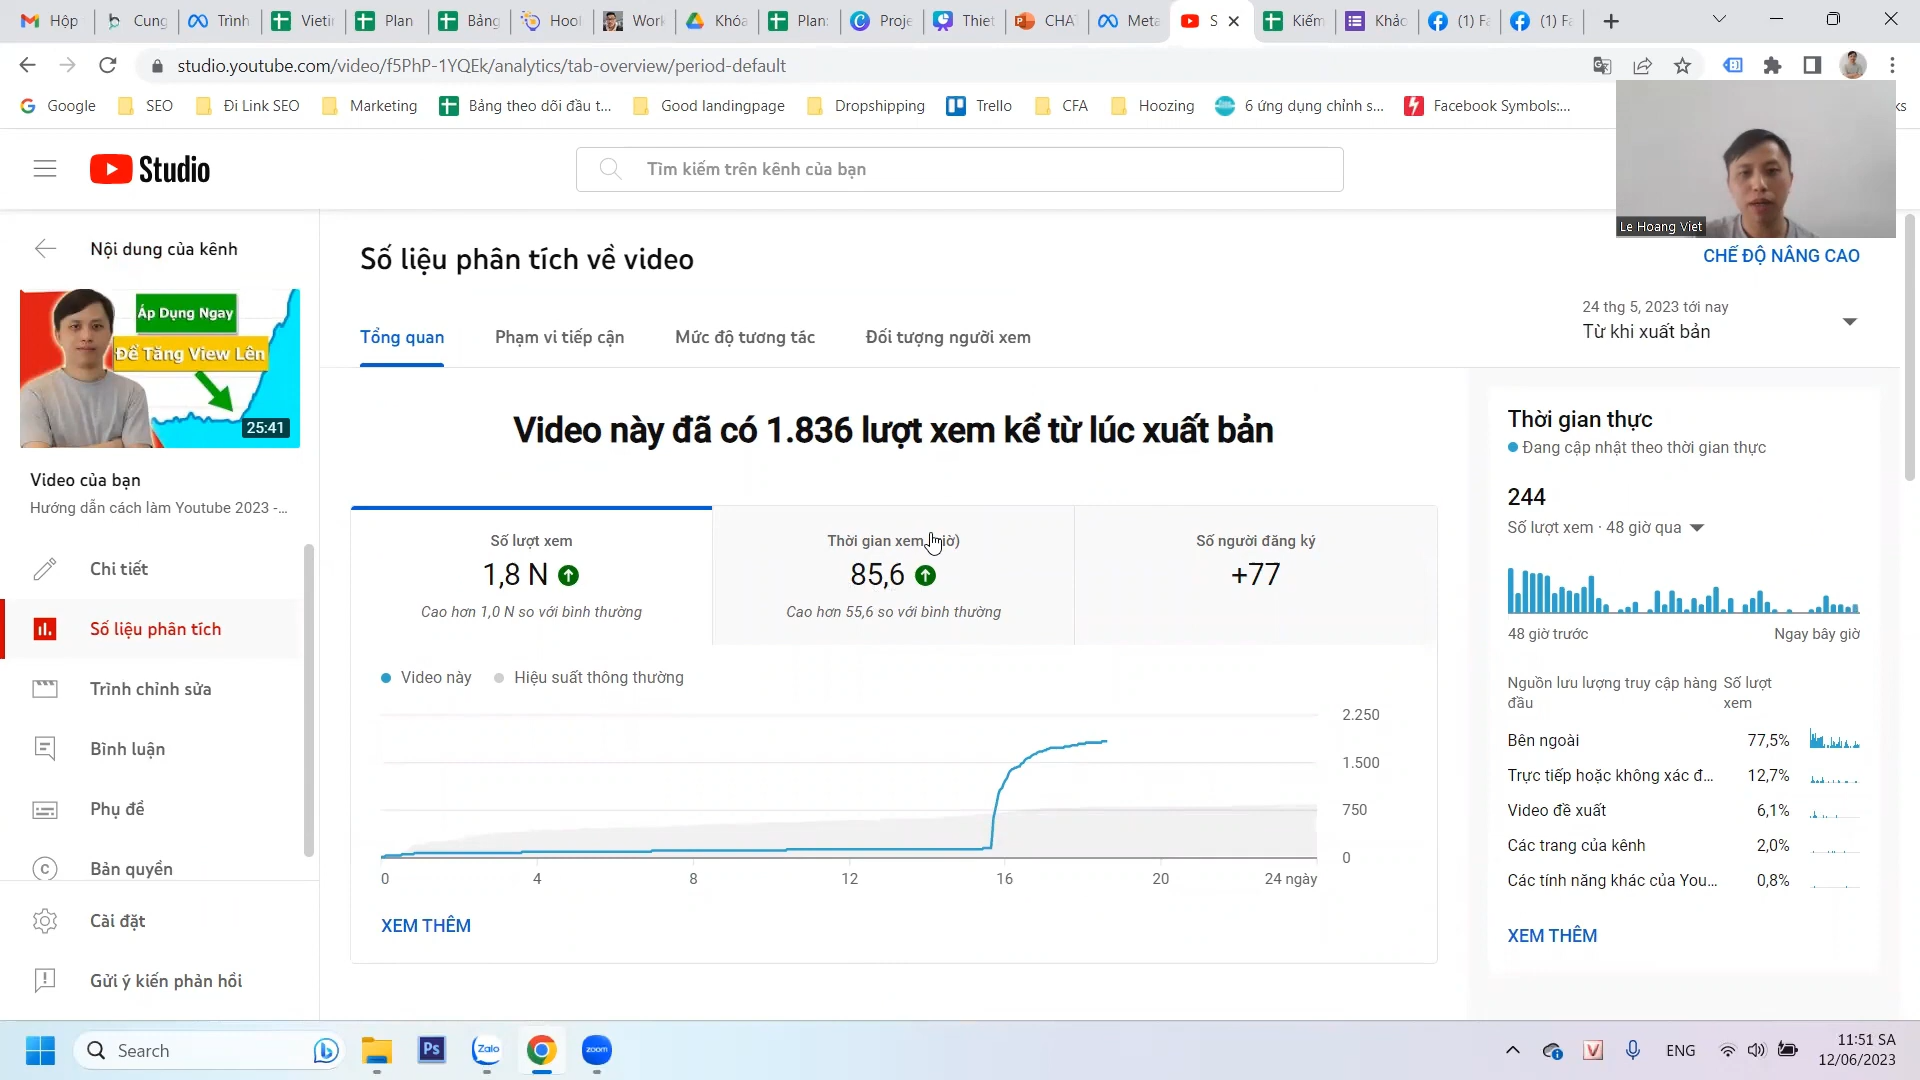 Hộp
Cung
Trình
Vietin
Plan
Bảng
Hool
Work
Khóa
Plan:
Proje
Thiet
CHA
Meta
S
Kiếm
Khảo
(1) Fa
(1) Fa
studio.youtube.com/video/f5PhP-1YQEk/analytics/tab-overview/period-default
Google
SEO
Đi Link SEO
Marketing
Bảng theo dõi đầu t...
Good landingpage
Dropshipping
Trello
CFA
Hoozing
6 ứng dụng chỉnh s...
Facebook Symbols:...
ks
Studio
Tìm kiếm trên kênh của bạn
Le Hoang Viet
Nội dung của kênh
Áp Dụng Ngay
Để Tăng View Lên
25:41
Video của bạn
Hướng dẫn cách làm Youtube 2023 -...
Chi tiết
Số liệu phân tích
Trình chỉnh sửa
Bình luận
Phụ đề
Bản quyền
Cài đặt
Gửi ý kiến phản hồi
Số liệu phân tích về video
CHẾ ĐỘ NÂNG CAO
Tổng quan
Phạm vi tiếp cận
Mức độ tương tác
Đối tượng người xem
24 thg 5, 2023 tới nay
Từ khi xuất bản
Video này đã có 1.836 lượt xem kể từ lúc xuất bản
Số lượt xem
1,8 N
Cao hơn 1,0 N so với bình thường
Thời gian xem giờ)
85,6
Cao hơn 55,6 so với bình thường
Số người đăng ký
+77
Video này
Hiệu suất thông thường
2.250
1.500
750
0
0 4 8 12 16 20 24 ngày
XEM THÊM
Thời gian thực
Đang cập nhật theo thời gian thực
244
Số lượt xem · 48 giờ qua
48 giờ trước
Ngay bây giờ
Nguồn lưu lượng truy cập hàng đầu
Số lượt xem
Bên ngoài 77,5%
Trực tiếp hoặc không xác đ... 12,7%
Video đề xuất 6,1%
Các trang của kênh 2,0%
Các tính năng khác của You... 0,8%
XEM THÊM
Search
Ps
Zalo
zoom
ENG
11:51 SA
12/06/2023